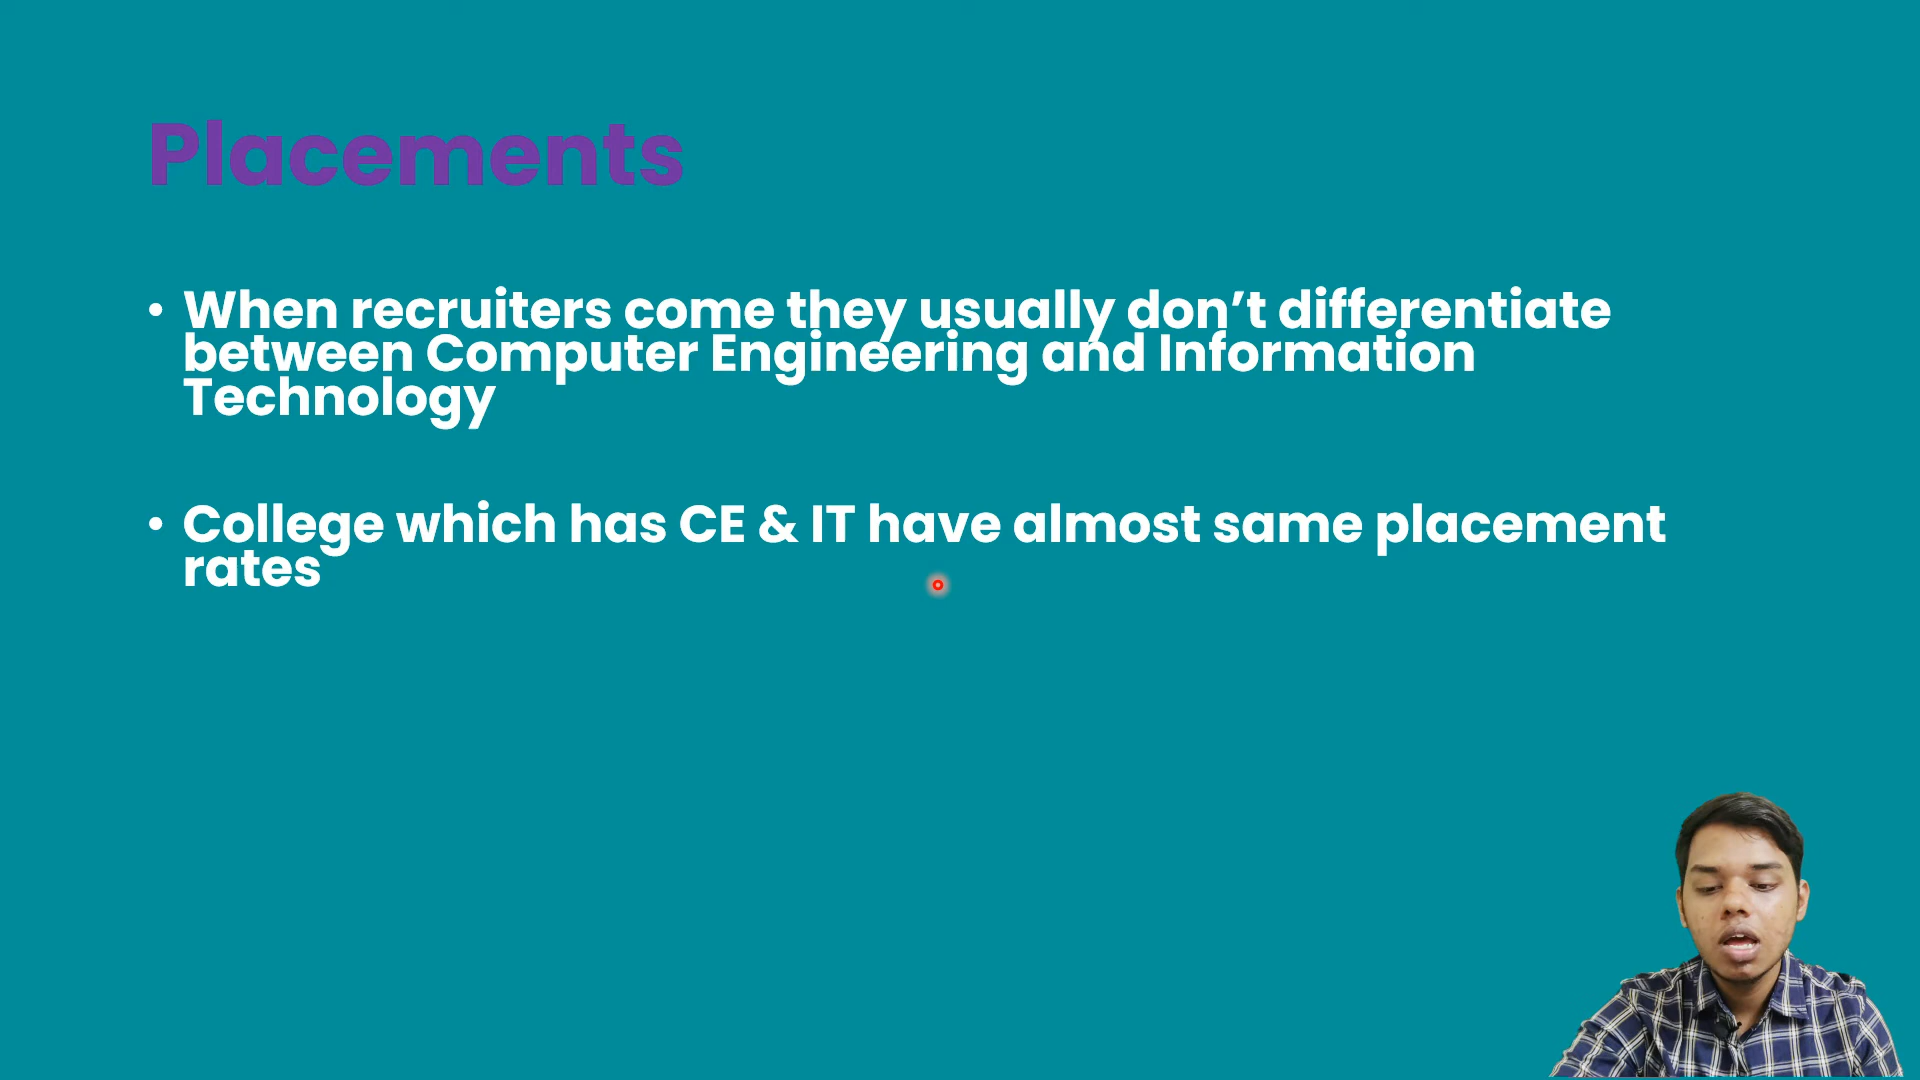 Placements
• When recruiters come they usually don’t differentiate
between Computer Engineering and Information
Technology
• College which has CE & IT have almost same placement
rates